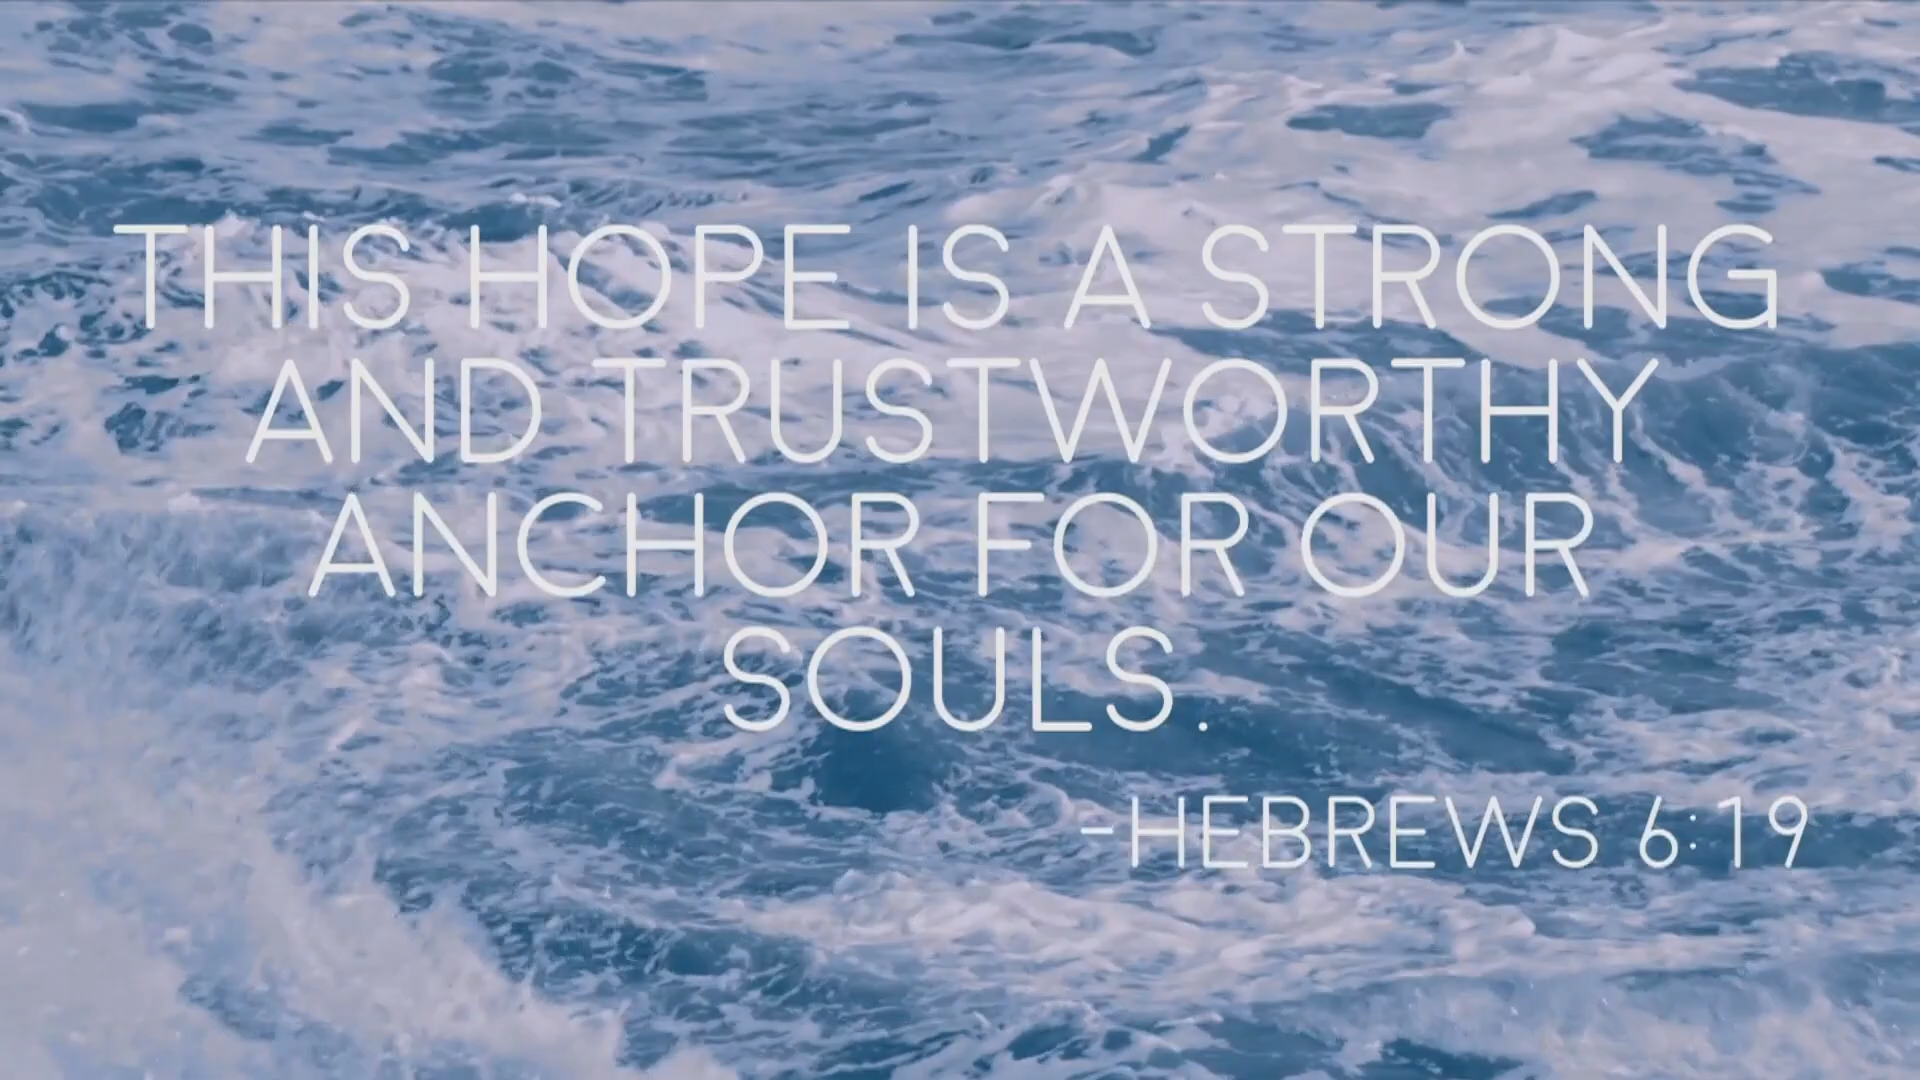 THIS HOPE IS A STRONG
AND TRUSTWORTHY
ANCHOR FOR OUR
SOULS.
-HEBREWS 6:19